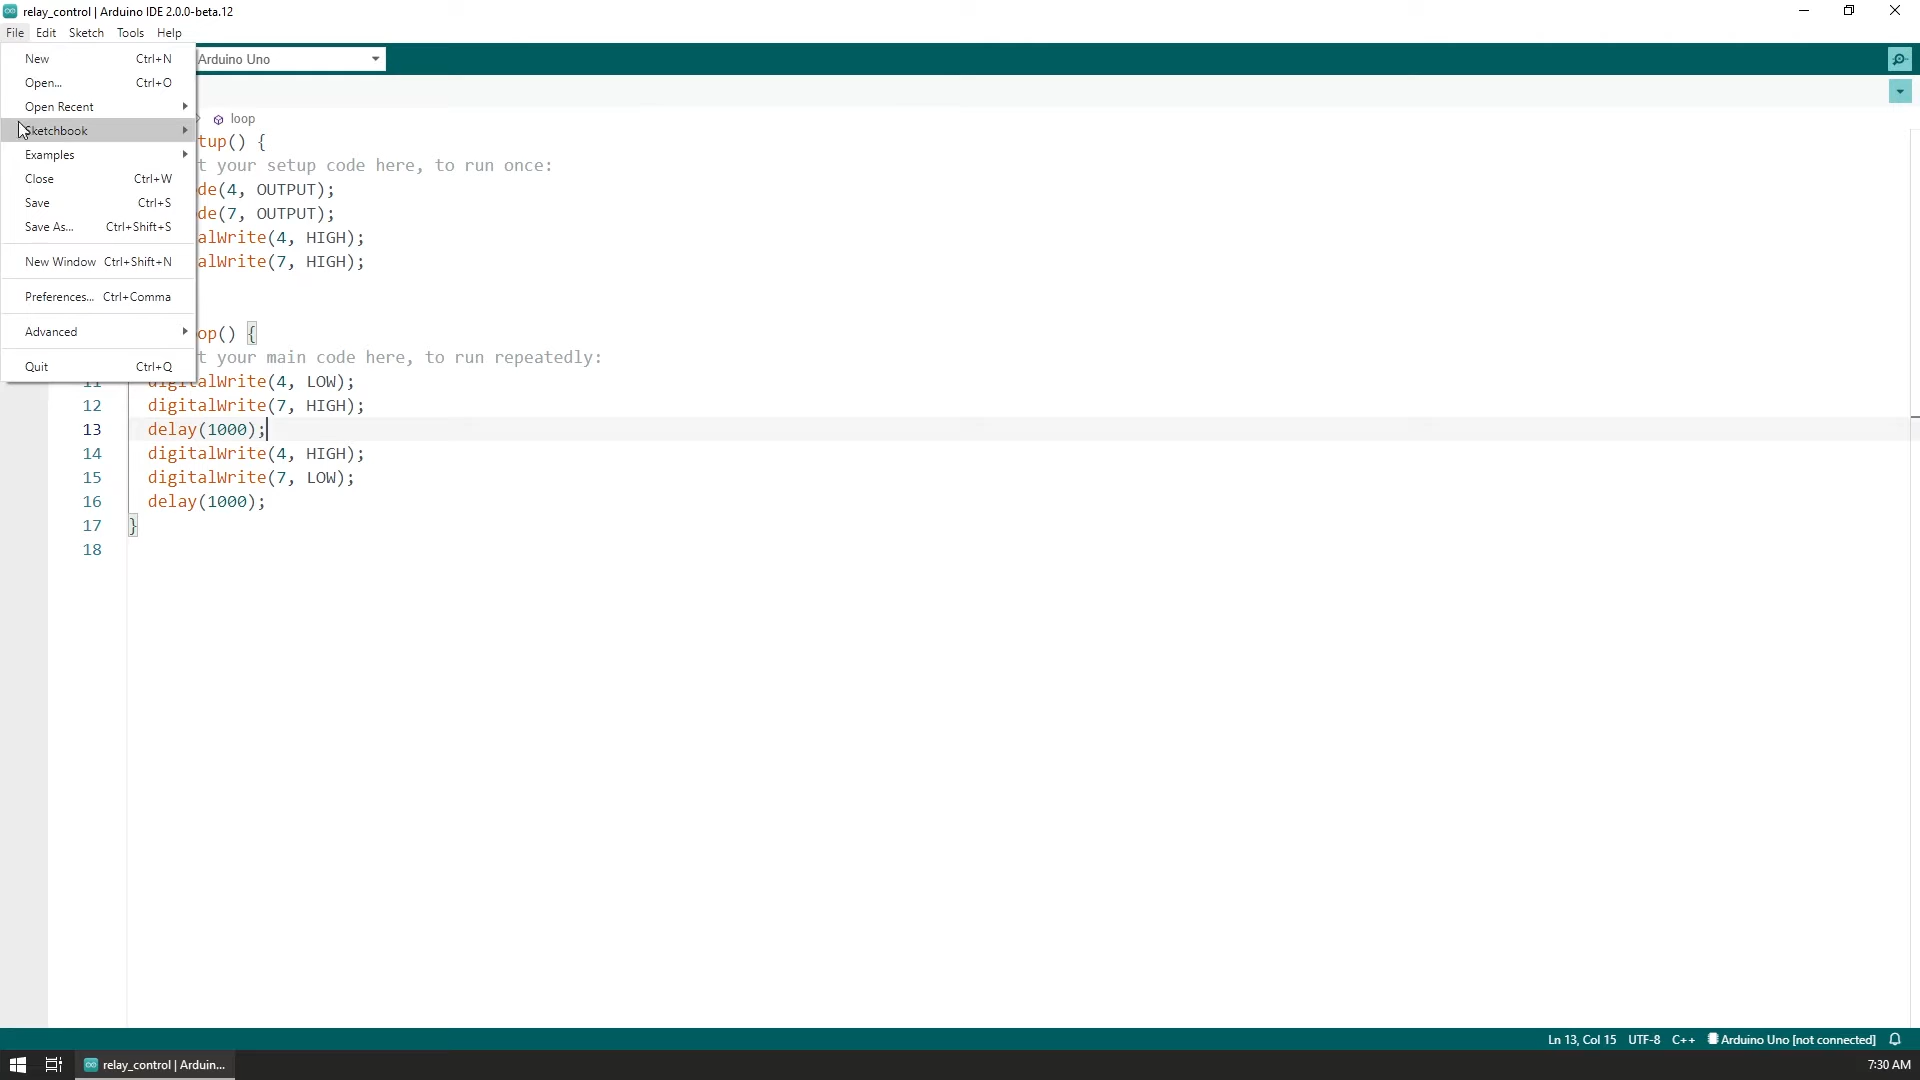 relay_control | Arduino IDE 2.0.0-beta.12
File Edit Sketch Tools Help
New Ctrl+N
Open... Ctrl+O
Open Recent
Sketchbook
Examples
Close Ctrl+W
Save Ctrl+S
Save As... Ctrl+Shift+S
New Window Ctrl+Shift+N
Preferences... Ctrl+Comma
Advanced
Quit Ctrl+Q
Arduino Uno
loop
tup() {
t your setup code here, to run once:
de(4, OUTPUT);
de(7, OUTPUT);
alWrite(4, HIGH);
alWrite(7, HIGH);
op() {
t your main code here, to run repeatedly:
11 digitalWrite(4, LOW);
12 digitalWrite(7, HIGH);
13 delay(1000);
14 digitalWrite(4, HIGH);
15 digitalWrite(7, LOW);
16 delay(1000);
17 }
18
Ln 13, Col 15 UTF-8 C++ Arduino Uno [not connected]
relay_control | Arduin...
7:30 AM